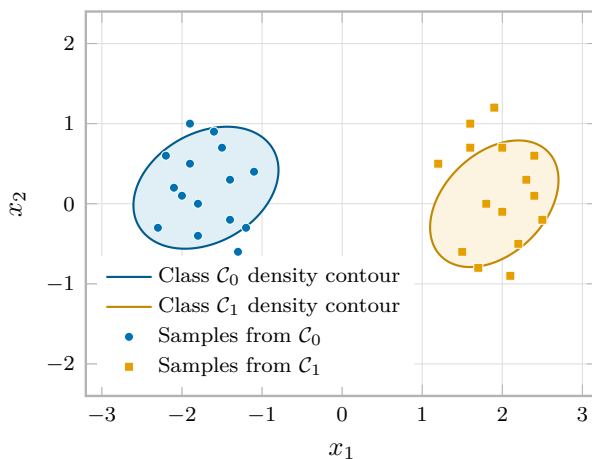 2
1
0
−1
−2
x₂
Class 𝒞₀ density contour
Class 𝒞₁ density contour
Samples from 𝒞₀
Samples from 𝒞₁
−3 −2 −1 0 1 2 3
x₁